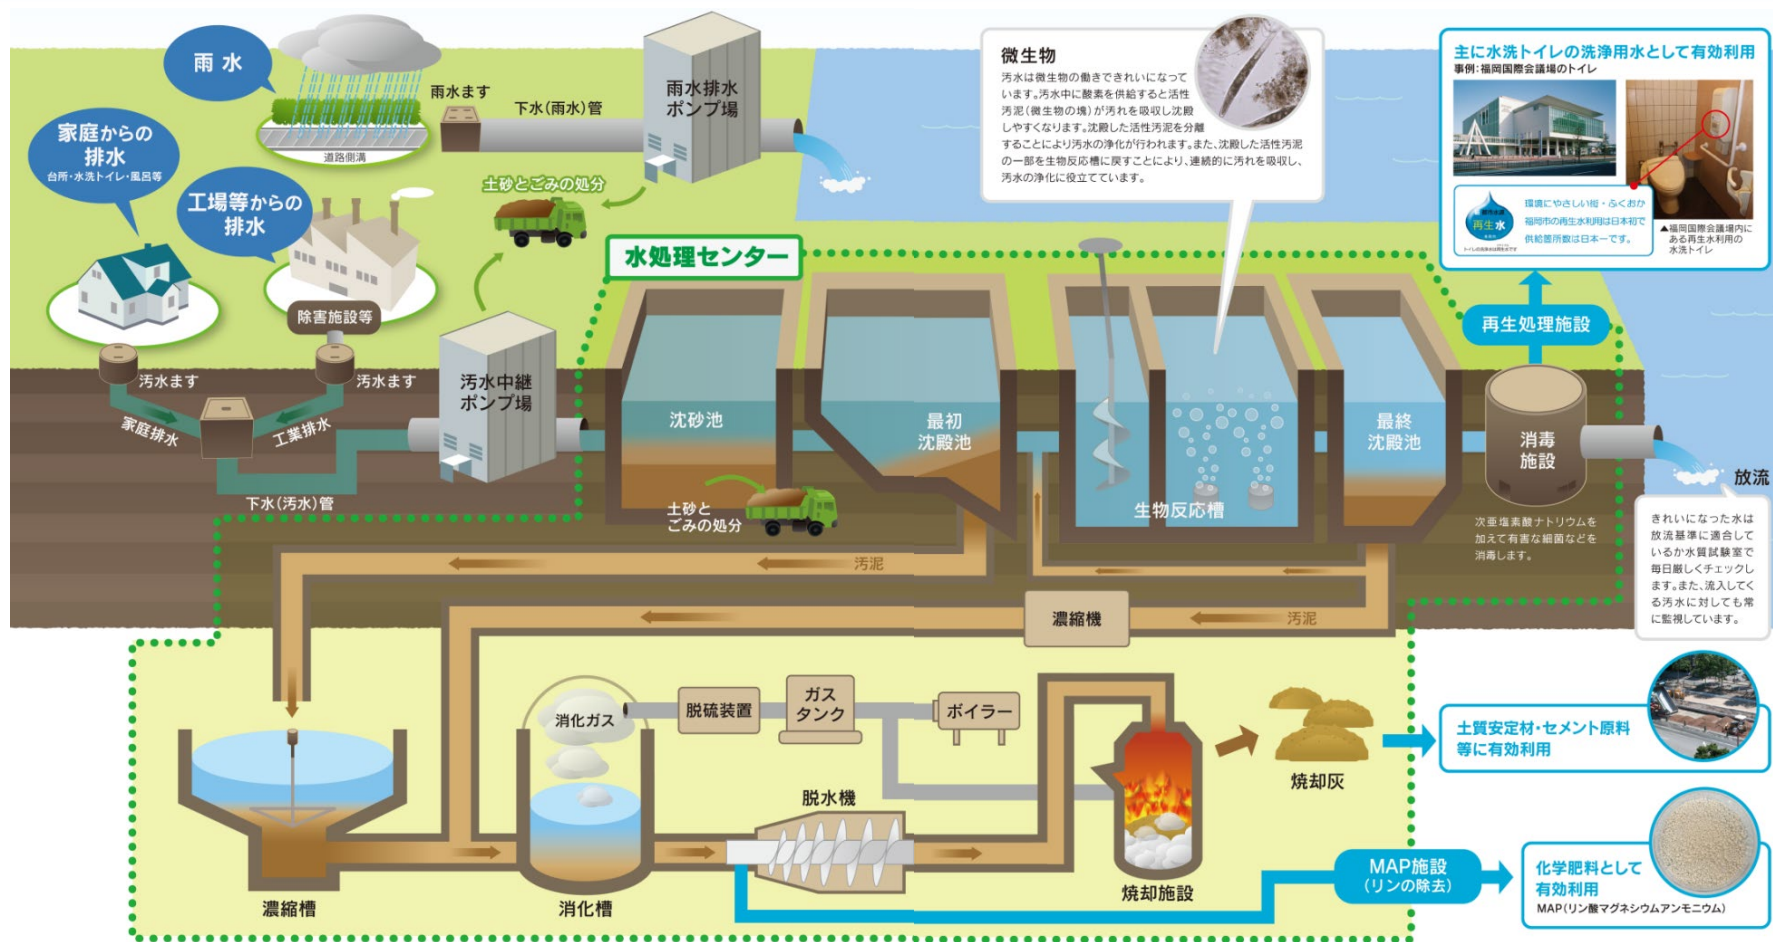 雨水
家庭からの
排水
台所・水洗トイレ・風呂等
工場等からの
排水
道路側溝
雨水ます
下水(雨水)管
雨水排水
ポンプ場
土砂とごみの処分
微生物
汚水は微生物の働きできれいになって
います。汚水中に酸素を供給すると活性
汚泥(微生物の塊)が汚れを吸収し沈殿
しやすくなります。沈殿した活性汚泥を分離
することにより汚水の浄化が行われます。また、沈殿した活性汚泥
の一部を生物反応槽に戻すことにより、連続的に汚れを吸収し、
汚水の浄化に役立てています。
主に水洗トイレの洗浄用水として有効利用
事例:福岡国際会議場のトイレ
再生水
環境にやさしい街・ふくおか
福岡市の再生水利用は日本初で
供給箇所数は日本一です。
▲福岡国際会議場内に
ある再生水利用の
水洗トイレ
水処理センター
除害施設等
汚水ます
汚水ます
家庭排水
工業排水
下水(汚水)管
汚水中継
ポンプ場
沈砂池
土砂と
ごみの処分
最初
沈殿池
生物反応槽
最終
沈殿池
再生処理施設
消毒
施設
次亜塩素酸ナトリウムを
加えて有害な細菌などを
消毒します。
放流
きれいになった水は
放流基準に適合して
いるか水質試験室で
毎日厳しくチェックし
ます。また、流入してく
る汚水に対しても常
に監視しています。
汚泥
濃縮機
汚泥
消化ガス
脱硫装置
ガス
タンク
ボイラー
濃縮槽
消化槽
脱水機
焼却施設
焼却灰
土質安定材・セメント原料
等に有効利用
MAP施設
(リンの除去)
化学肥料として
有効利用
MAP(リン酸マグネシウムアンモニウム)